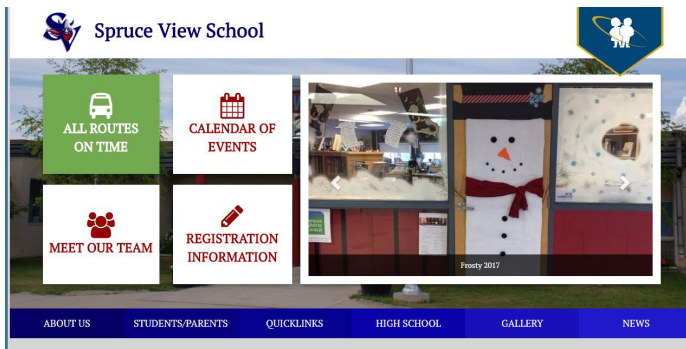 Spruce View School
ALL ROUTES
ON TIME
CALENDAR OF
EVENTS
MEET OUR TEAM
REGISTRATION
INFORMATION
Frosty 2017
ABOUT US
STUDENTS/PARENTS
QUICKLINKS
HIGH SCHOOL
GALLERY
NEWS